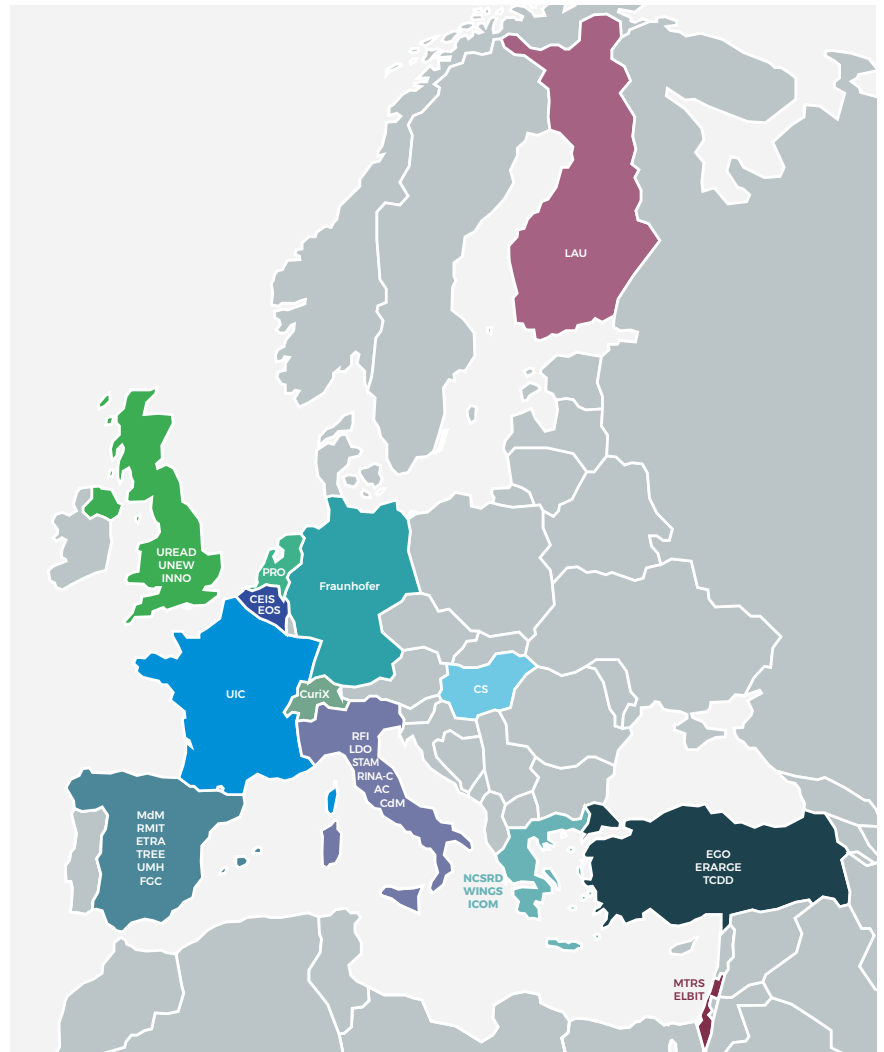 LAU
UREAD
UNEW
INNO
PRO
Fraunhofer
CEIS
EOS
UIC
CuriX
CS
RFI
LDO
STAM
RINA-C
AC
CdM
MdM
RMIT
ETRA
TREE
UMH
FGC
NCSRD
WINGS
ICOM
EGO
ERARGE
TCDD
MTRS
ELBIT